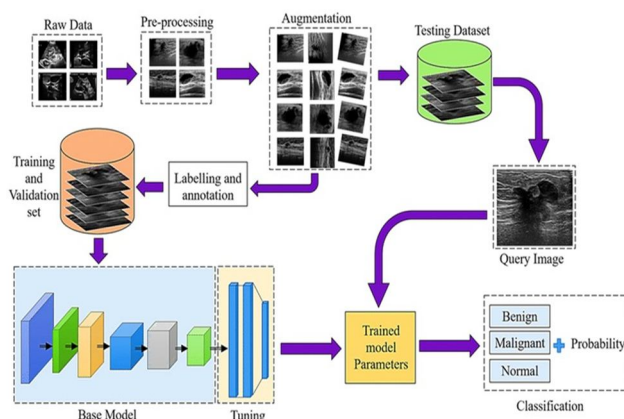 Raw Data
Pre-processing
Augmentation
Testing Dataset
Training
and
Validation
set
Labelling and
annotation
Query Image
Trained
model
Parameters
Benign
Malignant
Normal
Probability
Base Model
Tuning
Classification